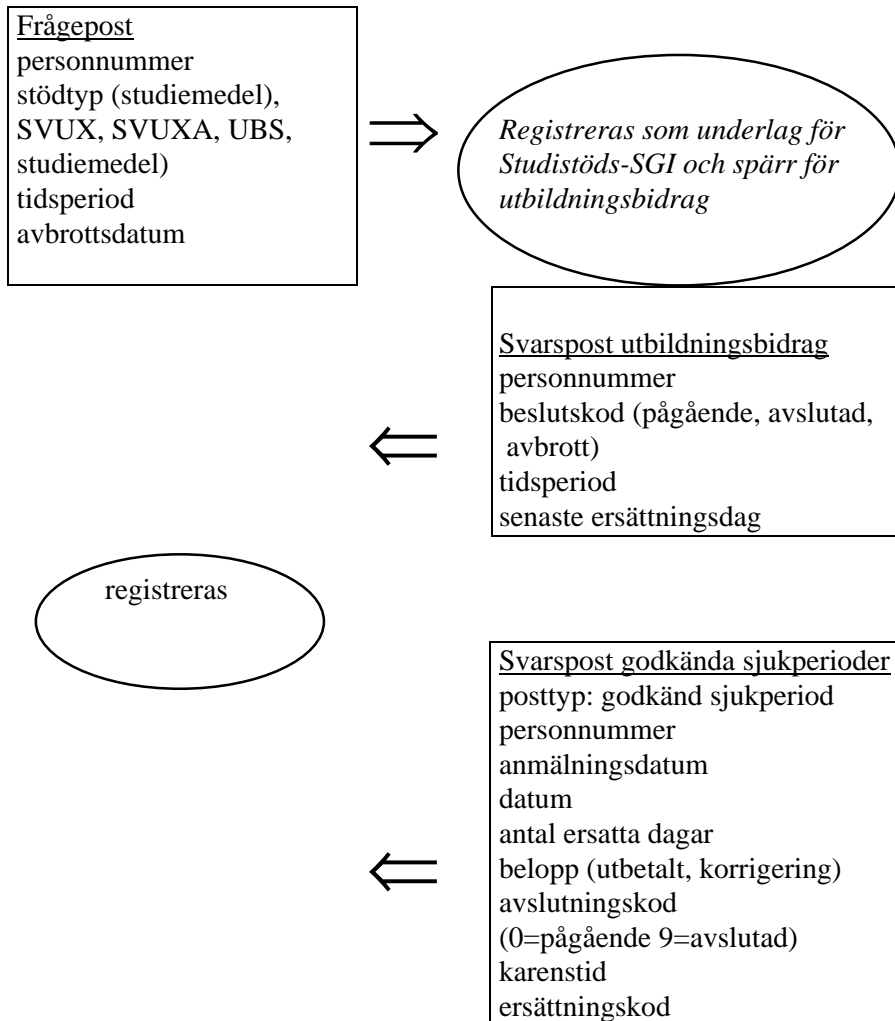 Frågepost
personnummer
stödtyp (studiemedel),
SVUX, SVUXA, UBS,
studiemedel)
tidsperiod
avbrottsdatum
Registreras som underlag för
Studistöds-SGI och spärr för
utbildningsbidrag
Svarspost utbildningsbidrag
personnummer
beslutskod (pågående, avslutad,
avbrott)
tidsperiod
senaste ersättningsdag
registreras
Svarspost godkända sjukperioder
posttyp: godkänd sjukperiod
personnummer
anmälningsdatum
datum
antal ersatta dagar
belopp (utbetalt, korrigering)
avslutningskod
(0=pågående 9=avslutad)
karenstid
ersättningskod